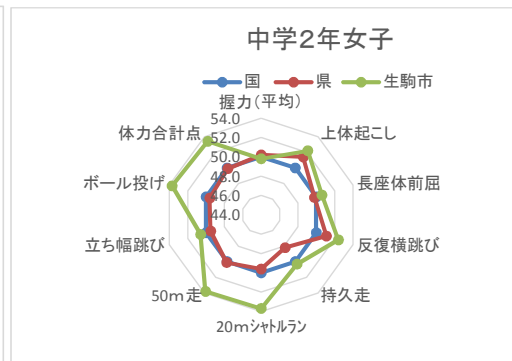 中学2年女子
国 県 生駒市
握力(平均)
上体起こし
長座体前屈
反復横跳び
持久走
20mシャトルラン
50m走
立ち幅跳び
ボール投げ
体力合計点
54.0
52.0
50.0
48.0
46.0
44.0